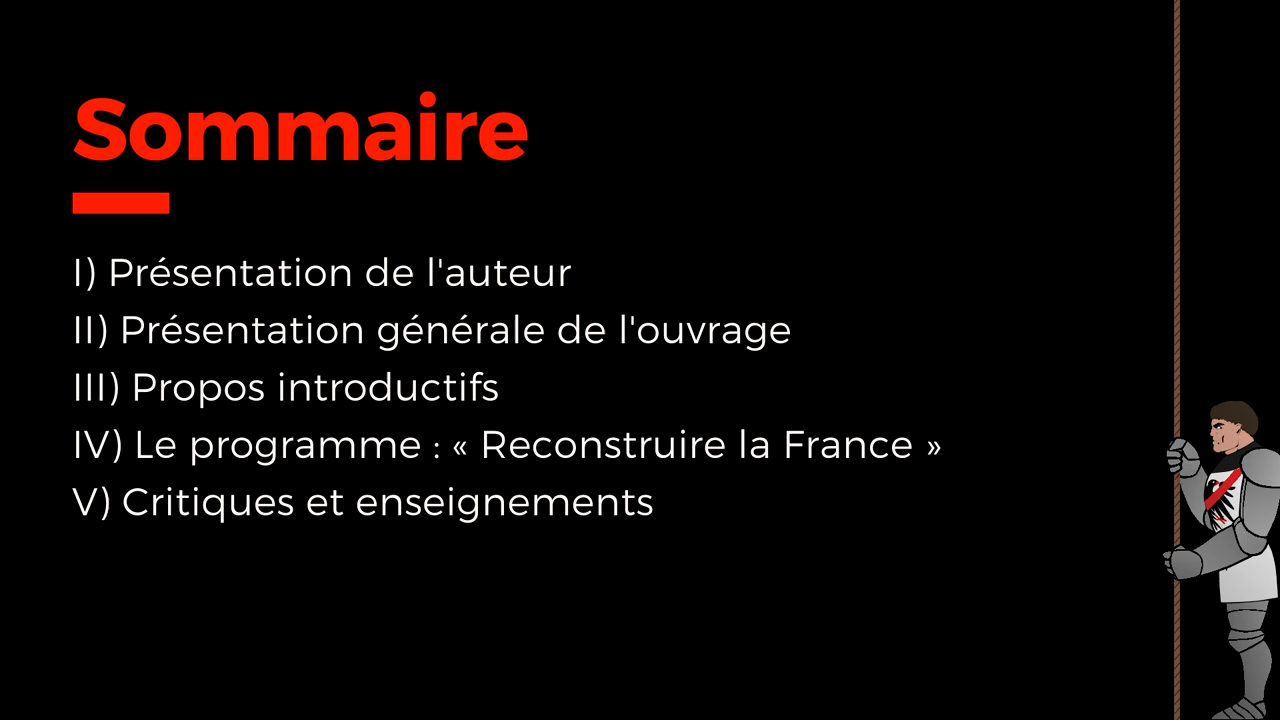 Sommaire
I) Présentation de l'auteur
II) Présentation générale de l'ouvrage
III) Propos introductifs
IV) Le programme : « Reconstruire la France »
V) Critiques et enseignements